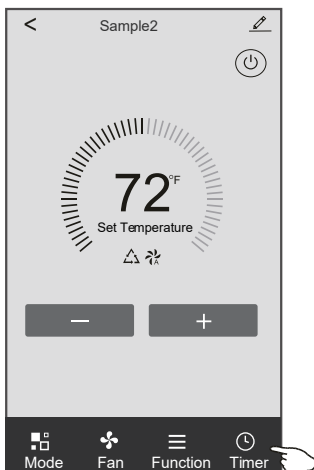 <
Sample2
72°F
Set Temperature
A
− +
Mode Fan Function Timer